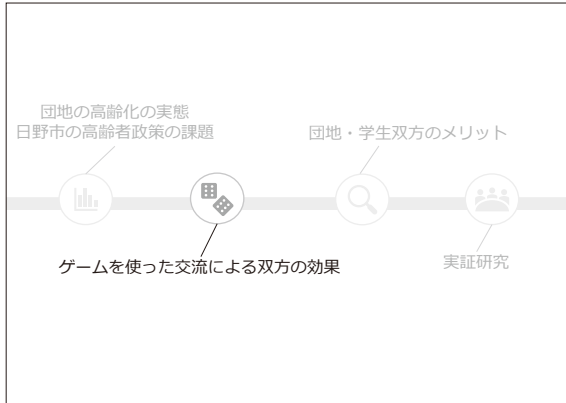 団地の高齢化の実態
日野市の高齢者政策の課題
団地・学生双方のメリット
ゲームを使った交流による双方の効果
実証研究